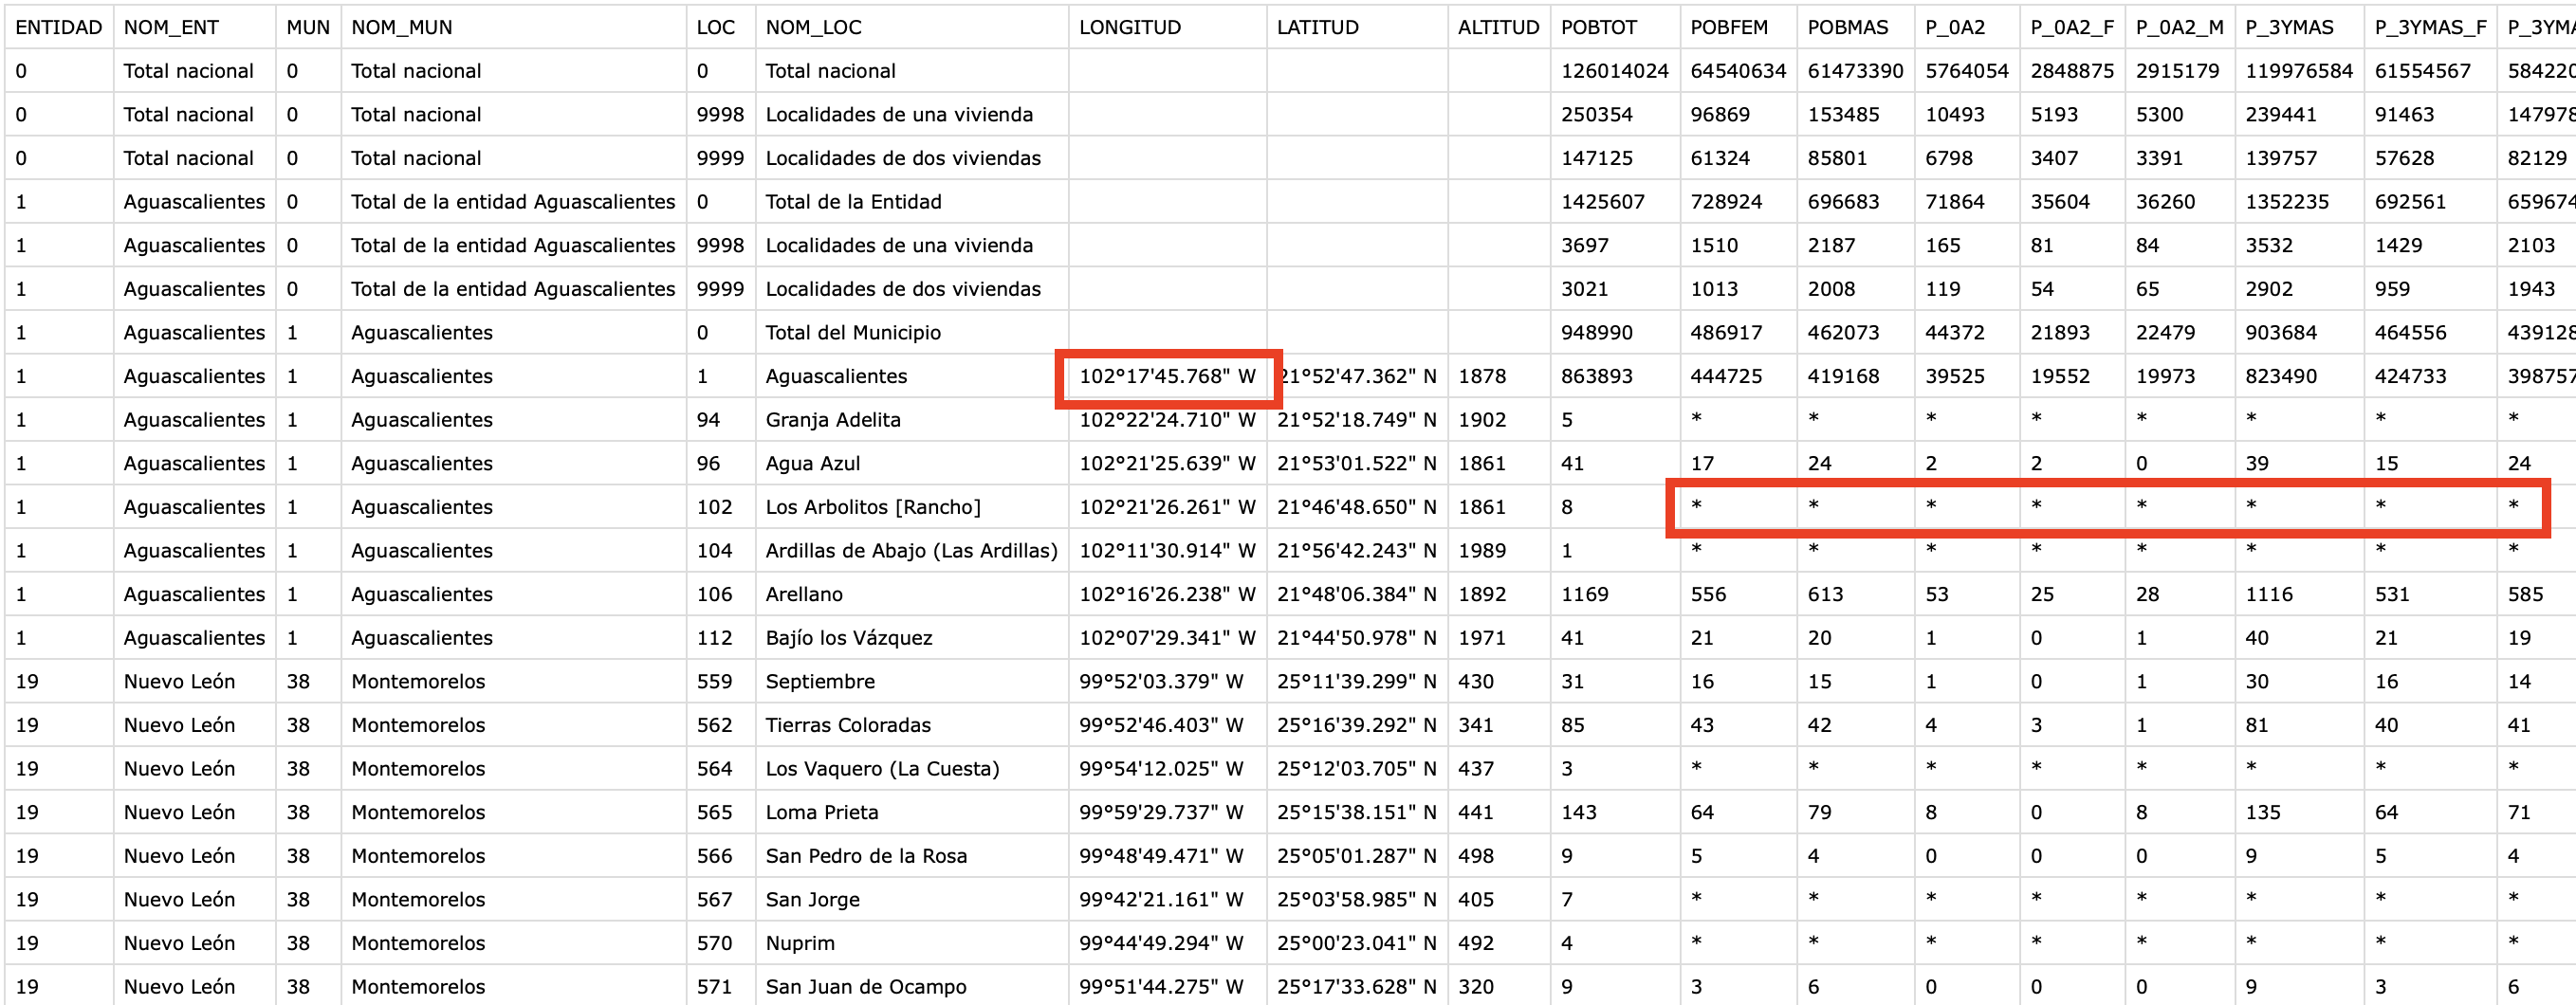 ENTIDAD NOM_ENT MUN NOM_MUN LOC NOM_LOC LONGITUD LATITUD ALTITUD POBTOT POBFEM POBMAS P_0A2 P_0A2_F P_0A2_M P_3YMAS P_3YMAS_F P_3YMA
0 Total nacional 0 Total nacional 0 Total nacional 126014024 64540634 61473390 5764054 2848875 2915179 119976584 61554567 584220
0 Total nacional 0 Total nacional 9998 Localidades de una vivienda 250354 96869 153485 10493 5193 5300 239441 91463 147978
0 Total nacional 0 Total nacional 9999 Localidades de dos viviendas 147125 61324 85801 6798 3407 3391 139757 57628 82129
1 Aguascalientes 0 Total de la entidad Aguascalientes 0 Total de la Entidad 1425607 728924 696683 71864 35604 36260 1352235 692561 659674
1 Aguascalientes 0 Total de la entidad Aguascalientes 9998 Localidades de una vivienda 3697 1510 2187 165 81 84 3532 1429 2103
1 Aguascalientes 0 Total de la entidad Aguascalientes 9999 Localidades de dos viviendas 3021 1013 2008 119 54 65 2902 959 1943
1 Aguascalientes 1 Aguascalientes 0 Total del Municipio 948990 486917 462073 44372 21893 22479 903684 464556 439128
1 Aguascalientes 1 Aguascalientes 1 Aguascalientes 102°17'45.768" W 21°52'47.362" N 1878 863893 444725 419168 39525 19552 19973 823490 424733 398757
1 Aguascalientes 1 Aguascalientes 94 Granja Adelita 102°22'24.710" W 21°52'18.749" N 1902 5 * * * * * * * *
1 Aguascalientes 1 Aguascalientes 96 Agua Azul 102°21'25.639" W 21°53'01.522" N 1861 41 17 24 2 2 0 39 15 24
1 Aguascalientes 1 Aguascalientes 102 Los Arbolitos [Rancho] 102°21'26.261" W 21°46'48.650" N 1861 8 * * * * * * * *
1 Aguascalientes 1 Aguascalientes 104 Ardillas de Abajo (Las Ardillas) 102°11'30.914" W 21°56'42.243" N 1989 1 * * * * * * * *
1 Aguascalientes 1 Aguascalientes 106 Arellano 102°16'26.238" W 21°48'06.384" N 1892 1169 556 613 53 25 28 1116 531 585
1 Aguascalientes 1 Aguascalientes 112 Bajío los Vázquez 102°07'29.341" W 21°44'50.978" N 1971 41 21 20 1 0 1 40 21 19
19 Nuevo León 38 Montemorelos 559 Septiembre 99°52'03.379" W 25°11'39.299" N 430 31 16 15 1 0 1 30 16 14
19 Nuevo León 38 Montemorelos 562 Tierras Coloradas 99°52'46.403" W 25°16'39.292" N 341 85 43 42 4 3 1 81 40 41
19 Nuevo León 38 Montemorelos 564 Los Vaquero (La Cuesta) 99°54'12.025" W 25°12'03.705" N 437 3 * * * * * * * *
19 Nuevo León 38 Montemorelos 565 Loma Prieta 99°59'29.737" W 25°15'38.151" N 441 143 64 79 8 0 8 135 64 71
19 Nuevo León 38 Montemorelos 566 San Pedro de la Rosa 99°48'49.471" W 25°05'01.287" N 498 9 5 4 0 0 0 9 5 4
19 Nuevo León 38 Montemorelos 567 San Jorge 99°42'21.161" W 25°03'58.985" N 405 7 * * * * * * * *
19 Nuevo León 38 Montemorelos 570 Nuprim 99°44'49.294" W 25°00'23.041" N 492 4 * * * * * * * *
19 Nuevo León 38 Montemorelos 571 San Juan de Ocampo 99°51'44.275" W 25°17'33.628" N 320 9 3 6 0 0 0 9 3 6